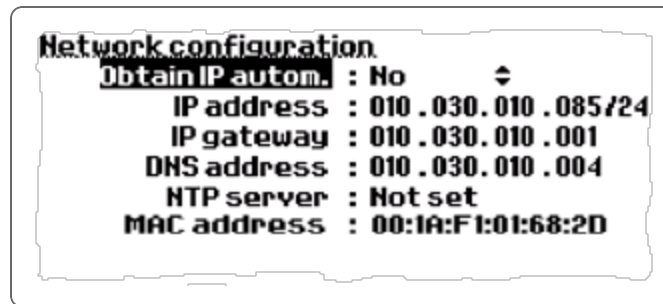 Network configuration
Obtain IP autom. : No
IP address : 010.030.010.085/24
IP gateway : 010.030.010.001
DNS address : 010.030.010.004
NTP server : Not set
MAC address : 00:1A:F1:01:68:2D